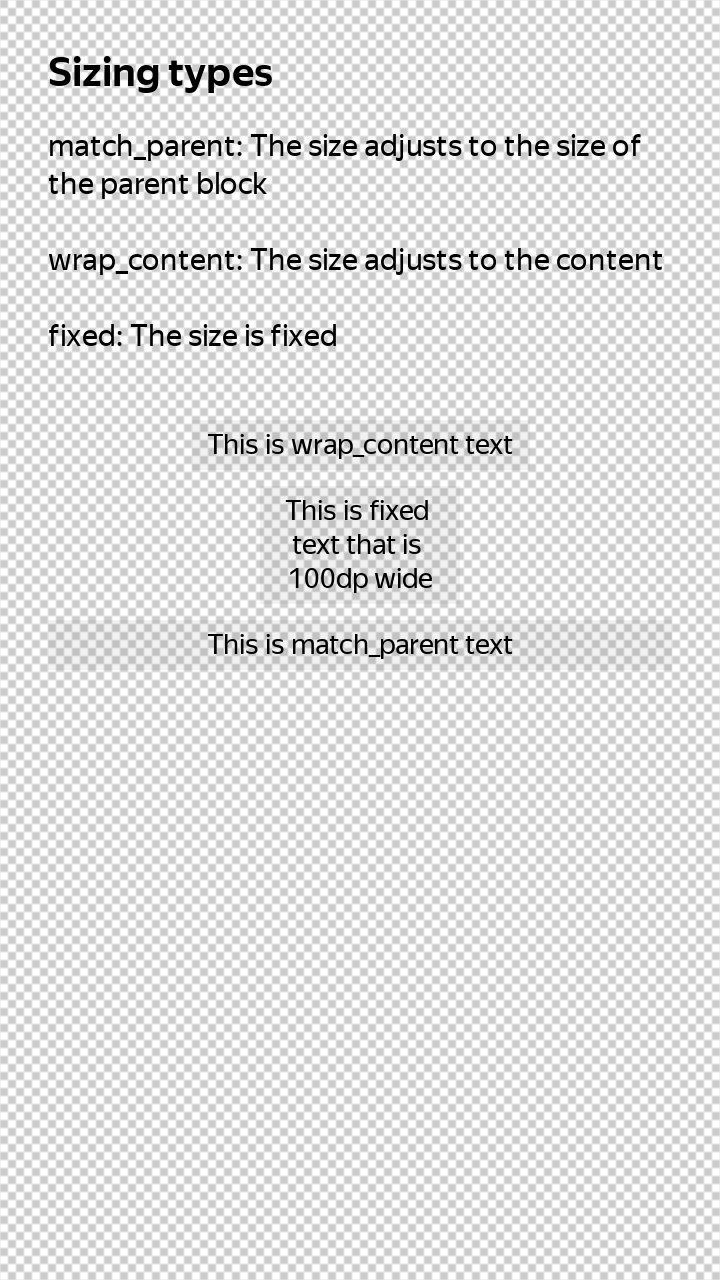 Sizing types
match_parent: The size adjusts to the size of
the parent block
wrap_content: The size adjusts to the content
fixed: The size is fixed
This is wrap_content text
This is fixed
text that is
100dp wide
This is match_parent text